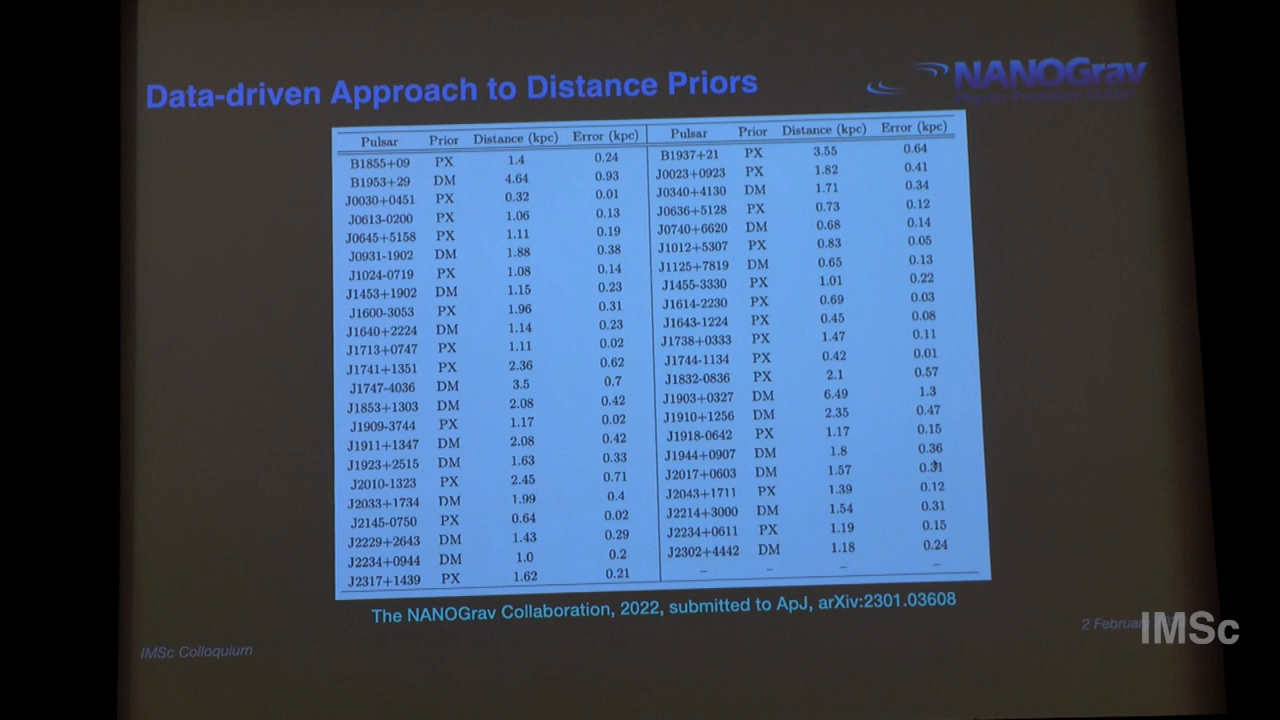 Data-driven Approach to Distance Priors
NANOGrav
Pulsar Prior Distance (kpc) Error (kpc) Pulsar Prior Distance (kpc) Error (kpc)
B1855+09 PX 1.4 0.24 B1937+21 PX 3.55 0.64
B1953+29 DM 4.64 0.93 J0023+0923 PX 1.82 0.41
J0030+0451 PX 0.32 0.01 J0340+4130 DM 1.71 0.34
J0613-0200 PX 1.06 0.13 J0636+5128 PX 0.73 0.12
J0645+5158 PX 1.11 0.19 J0740+6620 DM 0.68 0.14
J0931-1902 DM 1.88 0.38 J1012+5307 PX 0.83 0.05
J1024-0719 PX 1.08 0.14 J1125+7819 DM 0.65 0.13
J1453+1902 DM 1.15 0.23 J1455-3330 PX 1.01 0.22
J1600-3053 PX 1.96 0.31 J1614-2230 PX 0.69 0.03
J1640+2224 DM 1.14 0.23 J1643-1224 PX 0.45 0.08
J1713+0747 PX 1.11 0.02 J1738+0333 PX 1.47 0.11
J1741+1351 PX 2.36 0.62 J1744-1134 PX 0.42 0.01
J1747-4036 DM 3.5 0.7 J1832-0836 PX 2.1 0.57
J1853+1303 DM 2.08 0.42 J1903+0327 DM 6.49 1.3
J1909-3744 PX 1.17 0.02 J1910+1256 DM 2.35 0.47
J1911+1347 DM 2.08 0.42 J1918-0642 PX 1.17 0.15
J1923+2515 DM 1.63 0.33 J1944+0907 DM 1.8 0.36
J2010-1323 PX 2.45 0.71 J2017+0603 DM 1.57 0.31
J2033+1734 DM 1.99 0.4 J2043+1711 PX 1.39 0.12
J2145-0750 PX 0.64 0.02 J2214+3000 DM 1.54 0.31
J2229+2643 DM 1.43 0.29 J2234+0611 PX 1.19 0.15
J2234+0944 DM 1.0 0.2 J2302+4442 DM 1.18 0.24
J2317+1439 PX 1.62 0.21 – – – –
The NANOGrav Collaboration, 2022, submitted to ApJ, arXiv:2301.03608
IMSc Colloquium
2 February
IMSc